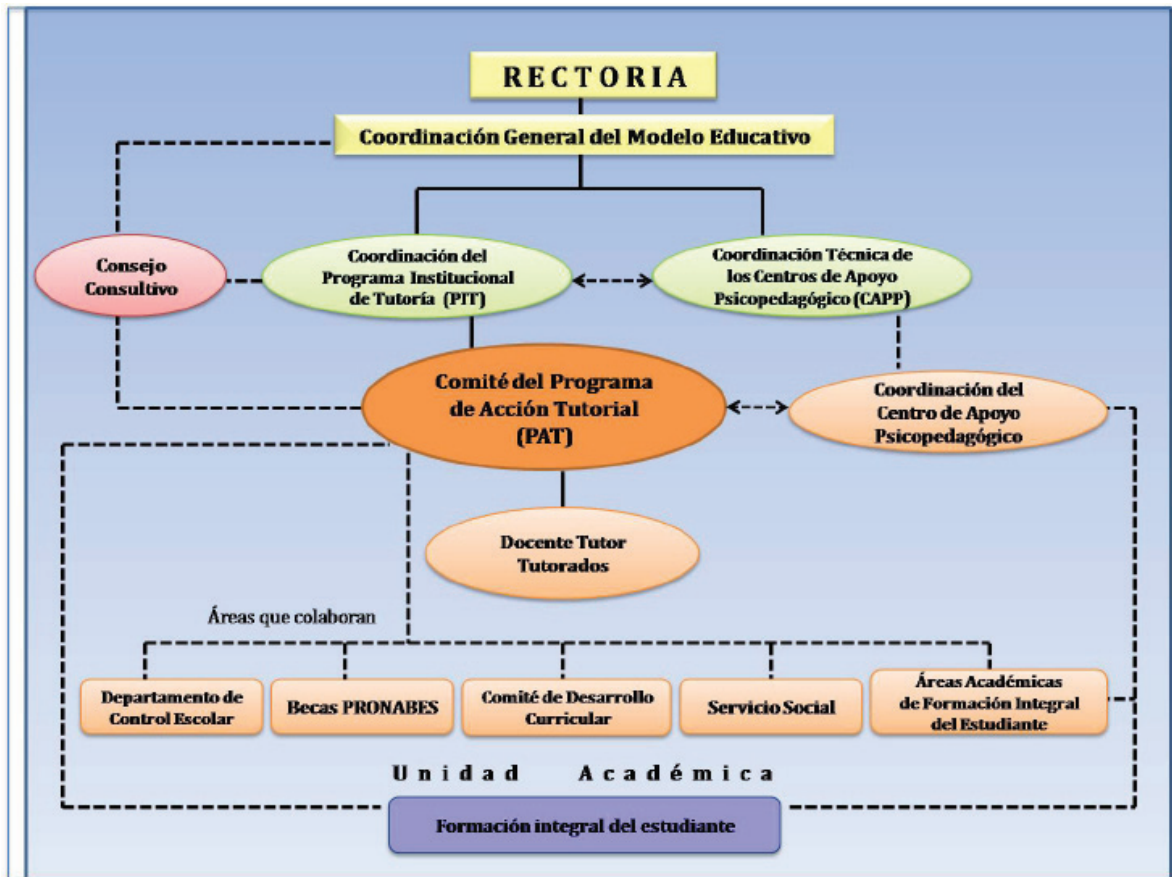 RECTORIA
Coordinación General del Modelo Educativo
Consejo
Consultivo
Coordinación del
Programa Institucional
de Tutoría (PIT)
Coordinación Técnica de
los Centros de Apoyo
Psicopedagógico (CAPP)
Comité del Programa
de Acción Tutorial
(PAT)
Coordinación del
Centro de Apoyo
Psicopedagógico
Docente Tutor
Tutorados
Áreas que colaboran
Departamento de
Control Escolar
Becas PRONABES
Comité de Desarrollo
Curricular
Servicio Social
Áreas Académicas
de Formación Integral
del Estudiante
Unidad Académica
Formación integral del estudiante